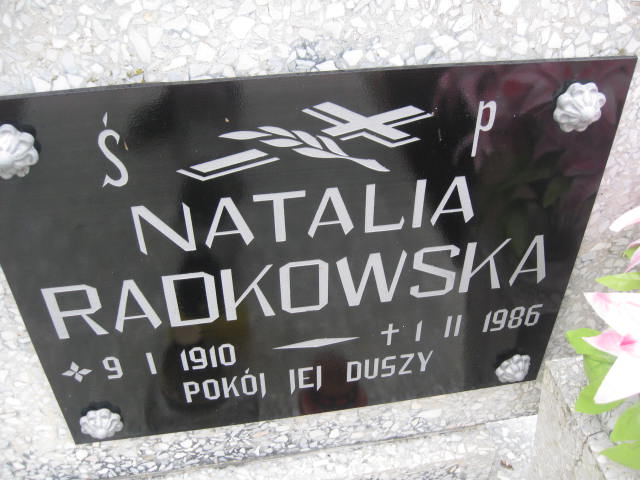 Ś p
NATALIA
RADKOWSKA
9 I 1910 1 II 1986
POKÓJ JEJ DUSZY